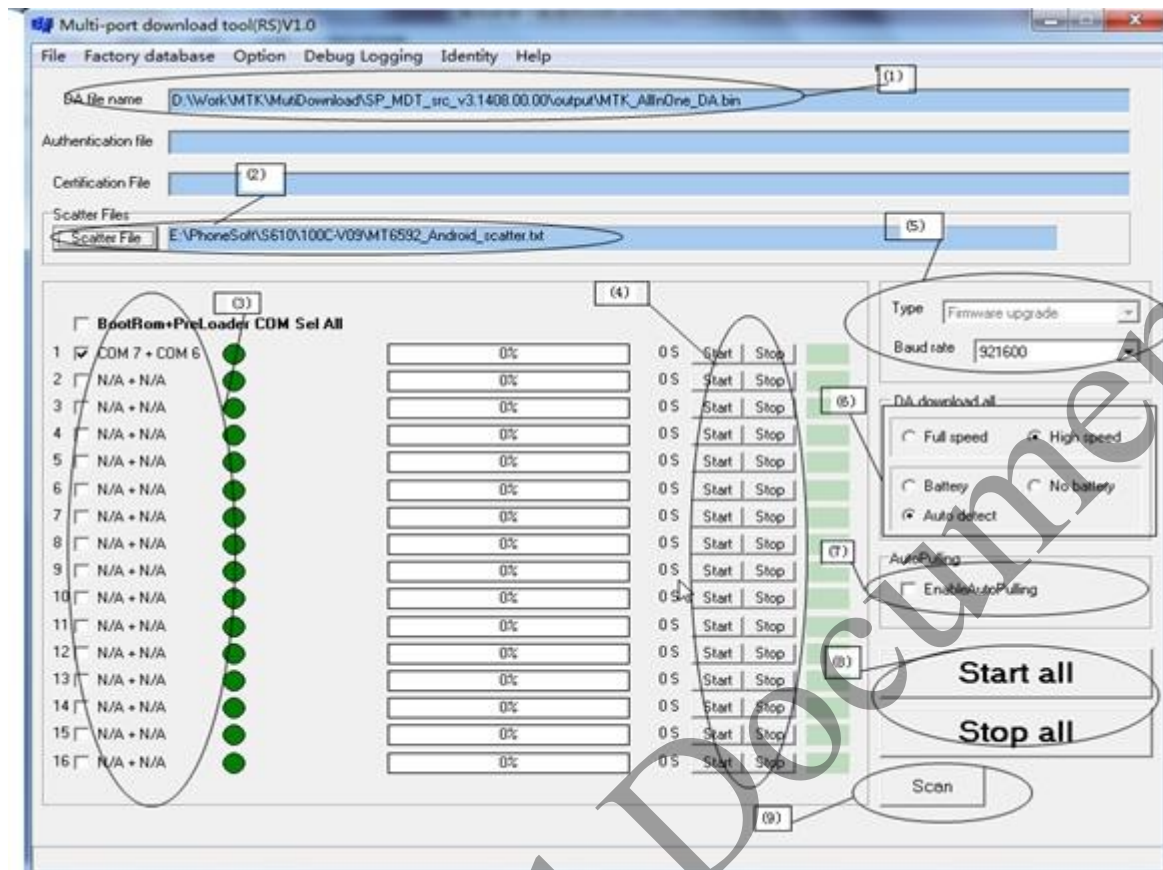 Multi-port download tool(RS)V1.0
File Factory database Option Debug Logging Identity Help
(1)
DA file name D:\Work\MTK\MutiDownload\SP_MDT_src_v3.1408.00.00\output\MTK_AllInOne_DA.bin
Authentication file
(2)
Certification File
Scatter Files
Scatter File E:\PhoneSoft\S610\100C-V09\MT6592_Android_scatter.txt
(5)
(3)
(4)
BootRom+PreLoader COM Sel All
1 COM 7 + COM 6 0% 0 S Start Stop
2 N/A + N/A 0% 0 S Start Stop
3 N/A + N/A 0% 0 S Start Stop
4 N/A + N/A 0% 0 S Start Stop
5 N/A + N/A 0% 0 S Start Stop
6 N/A + N/A 0% 0 S Start Stop
7 N/A + N/A 0% 0 S Start Stop
8 N/A + N/A 0% 0 S Start Stop
9 N/A + N/A 0% 0 S Start Stop
10 N/A + N/A 0% 0 S Start Stop
11 N/A + N/A 0% 0 S Start Stop
12 N/A + N/A 0% 0 S Start Stop
13 N/A + N/A 0% 0 S Start Stop
14 N/A + N/A 0% 0 S Start Stop
15 N/A + N/A 0% 0 S Start Stop
16 N/A + N/A 0% 0 S Start Stop
Type Firmware upgrade
Baud rate 921600
(6)
DA download all
Full speed High speed
Battery No battery
Auto detect
(7)
AutoPulling
EnableAutoPulling
(8)
Start all
Stop all
Scan
(9)
Documen